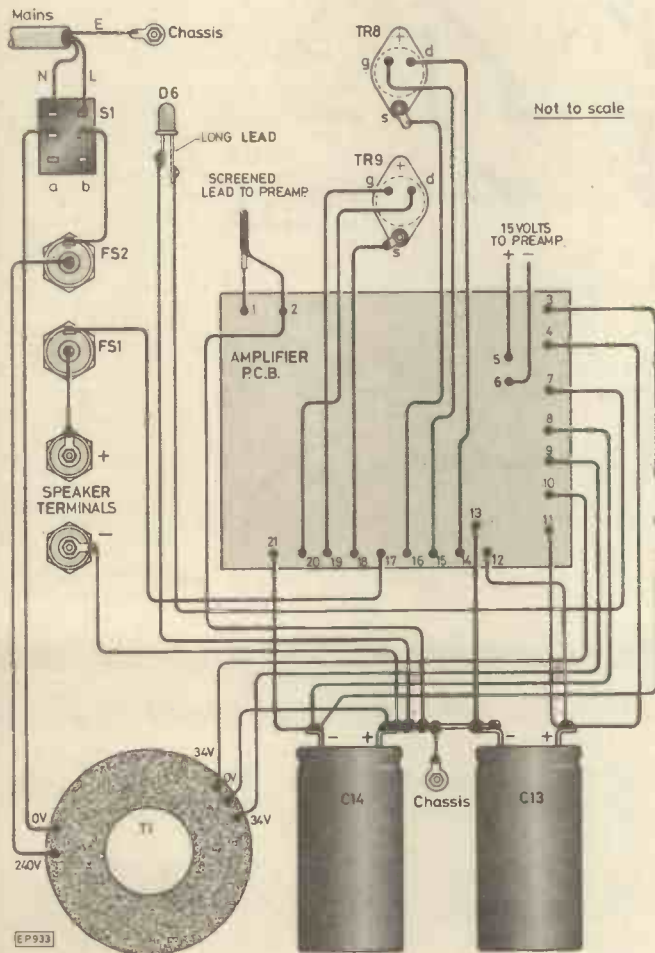 Mains
E
Chassis
N
L
S1
a
b
D6
LONG LEAD
TR8
g
d
s
Not to scale
SCREENED
LEAD TO PREAMP.
TR9
g
d
s
15 VOLTS
TO PREAMP.
+ −
FS2
FS1
1
2
AMPLIFIER
P.C.B.
3
4
5
6
7
8
9
10
11
+
SPEAKER
TERMINALS
−
21
20
19
18
17
16
15
14
13
12
34V
0V
34V
0V
240V
T1
− +
C14
Chassis
− +
C13
EP933